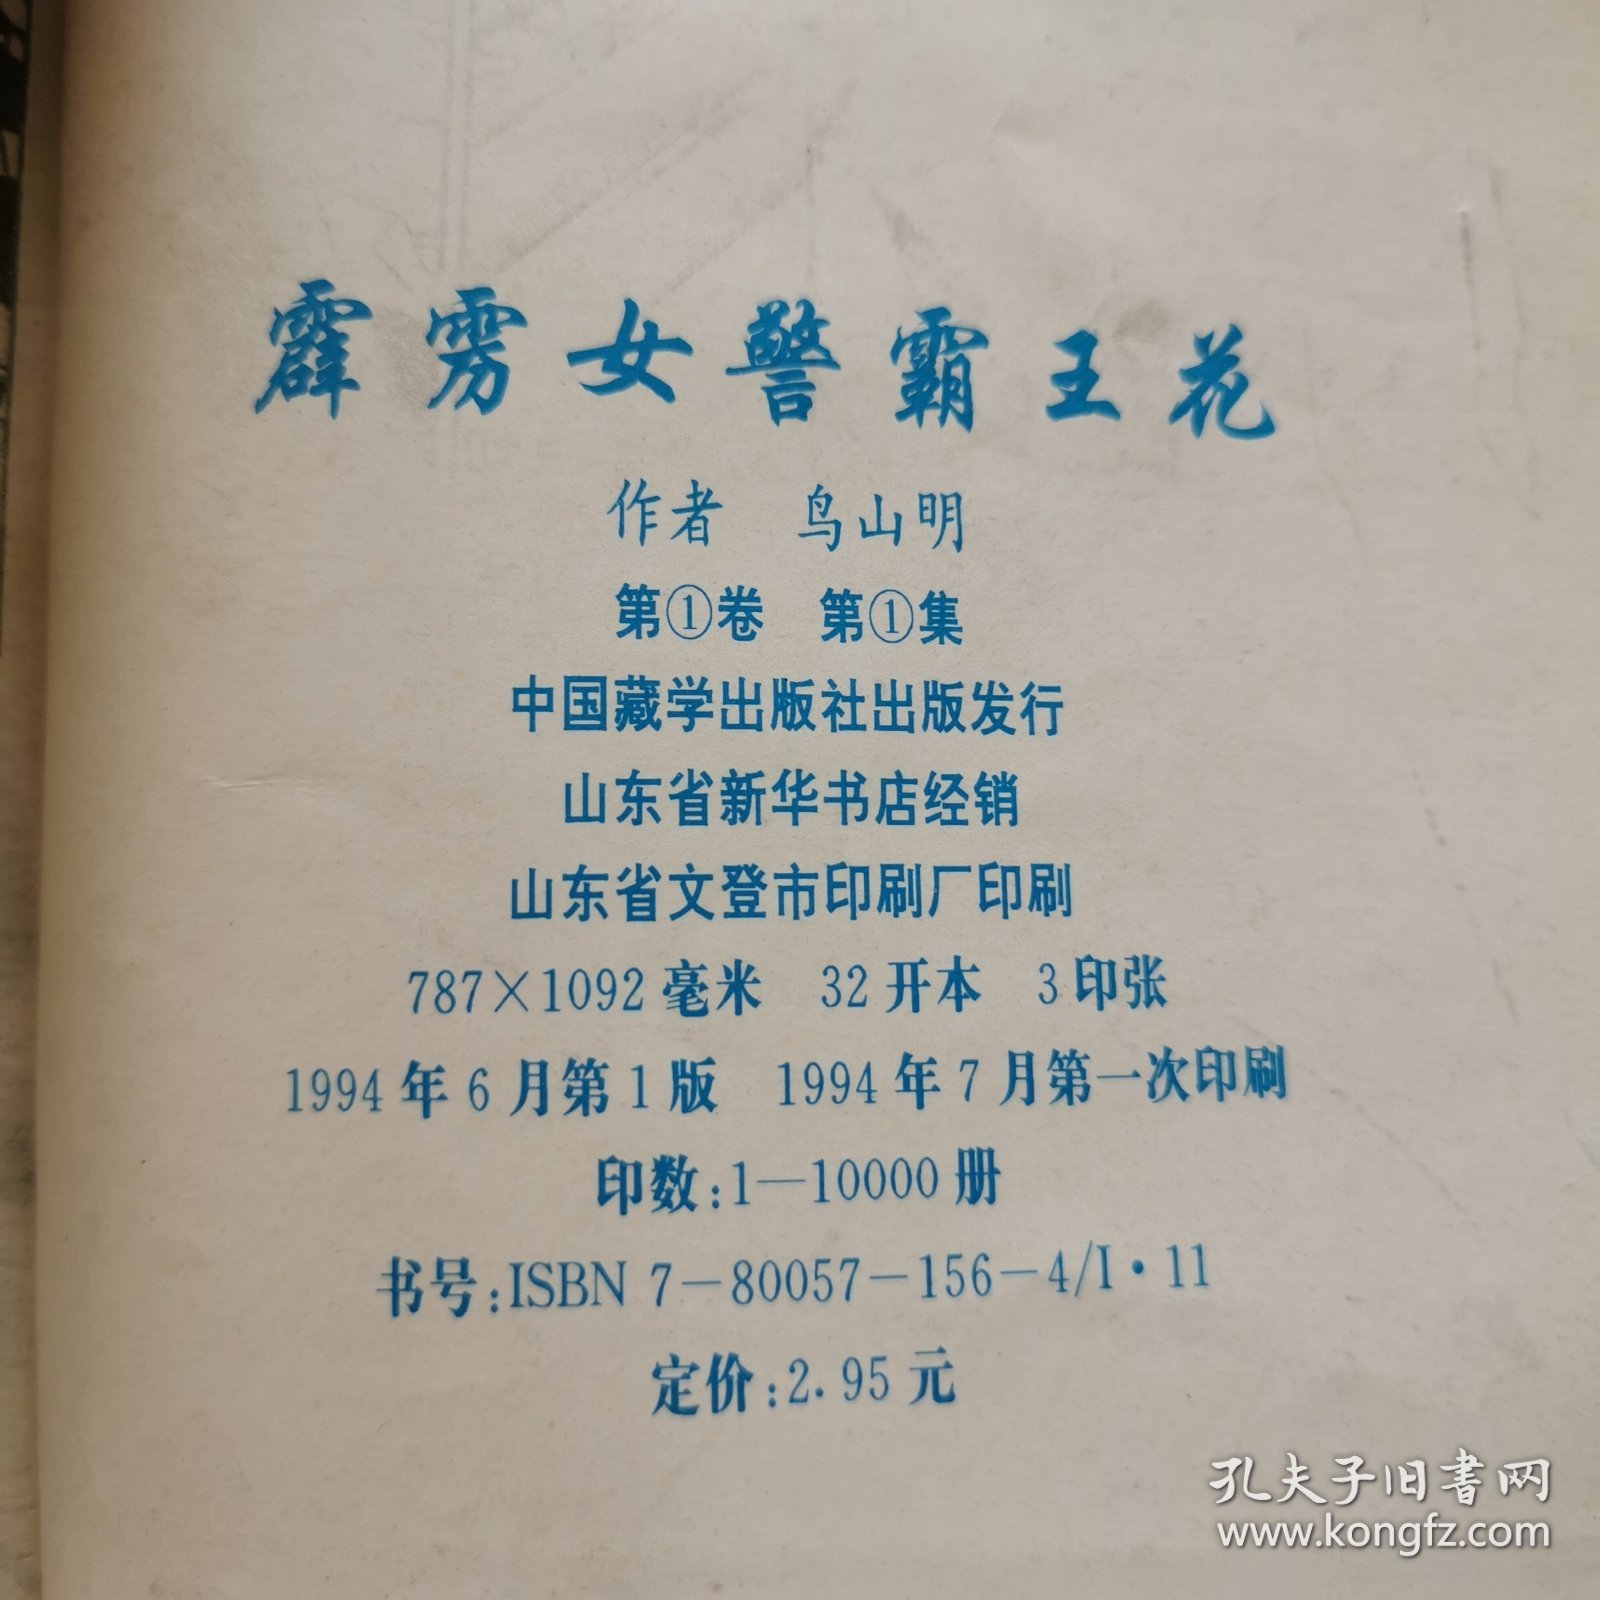 霹雳女警霸王花
作者 鸟山明
第①卷 第①集
中国藏学出版社出版发行
山东省新华书店经销
山东省文登市印刷厂印刷
787×1092毫米 32开本 3印张
1994年6月第1版 1994年7月第一次印刷
印数:1—10000册
书号:ISBN 7-80057-156-4/I·11
定价:2.95元
孔夫子旧书网
www.kongfz.com